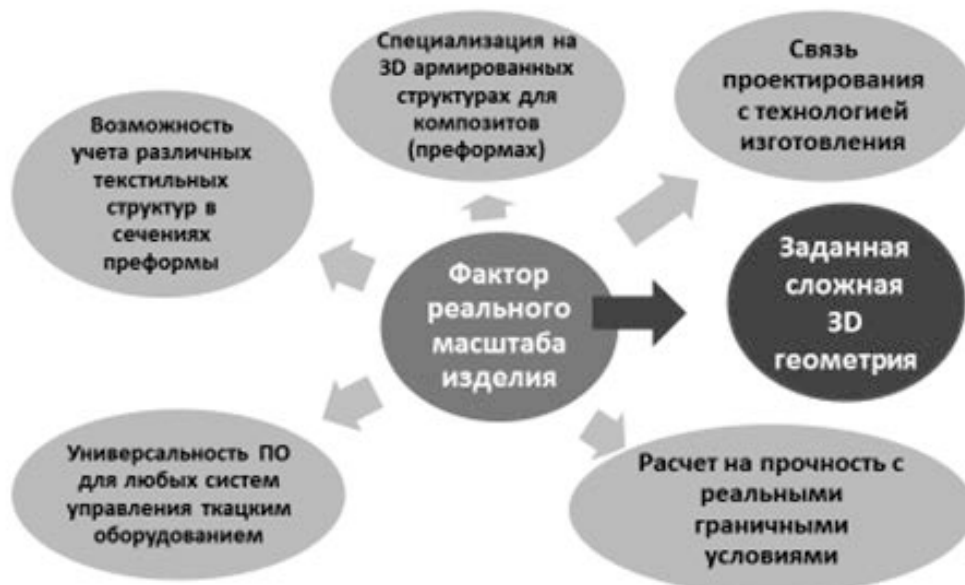 Специализация на
3D армированных
структурах для
композитов
(преформах)
Связь
проектирования
с технологией
изготовления
Возможность
учета различных
текстильных
структур в
сечениях
преформы
Фактор
реального
масштаба
изделия
Заданная
сложная
3D
геометрия
Универсальность ПО
для любых систем
управления ткацким
оборудованием
Расчет на прочность с
реальными
граничными
условиями